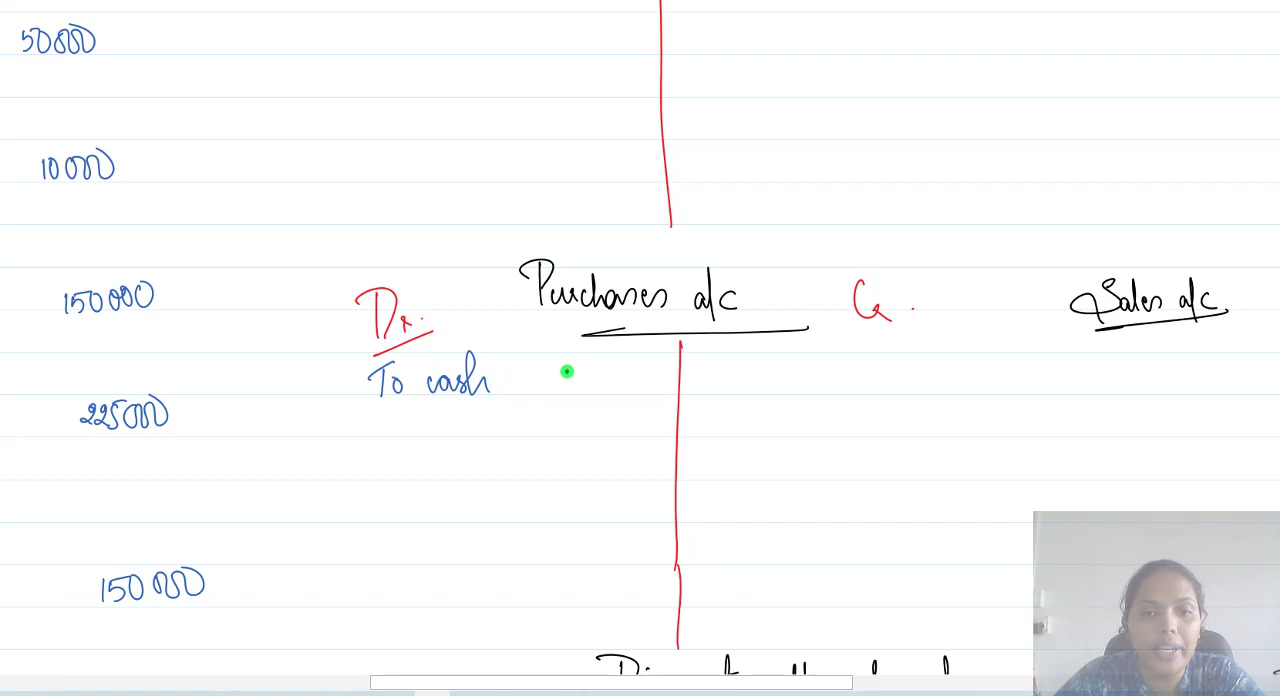 50000
10000
150000
Dr. Purchases a/c Cr. Sales a/c
To cash
225000
150000